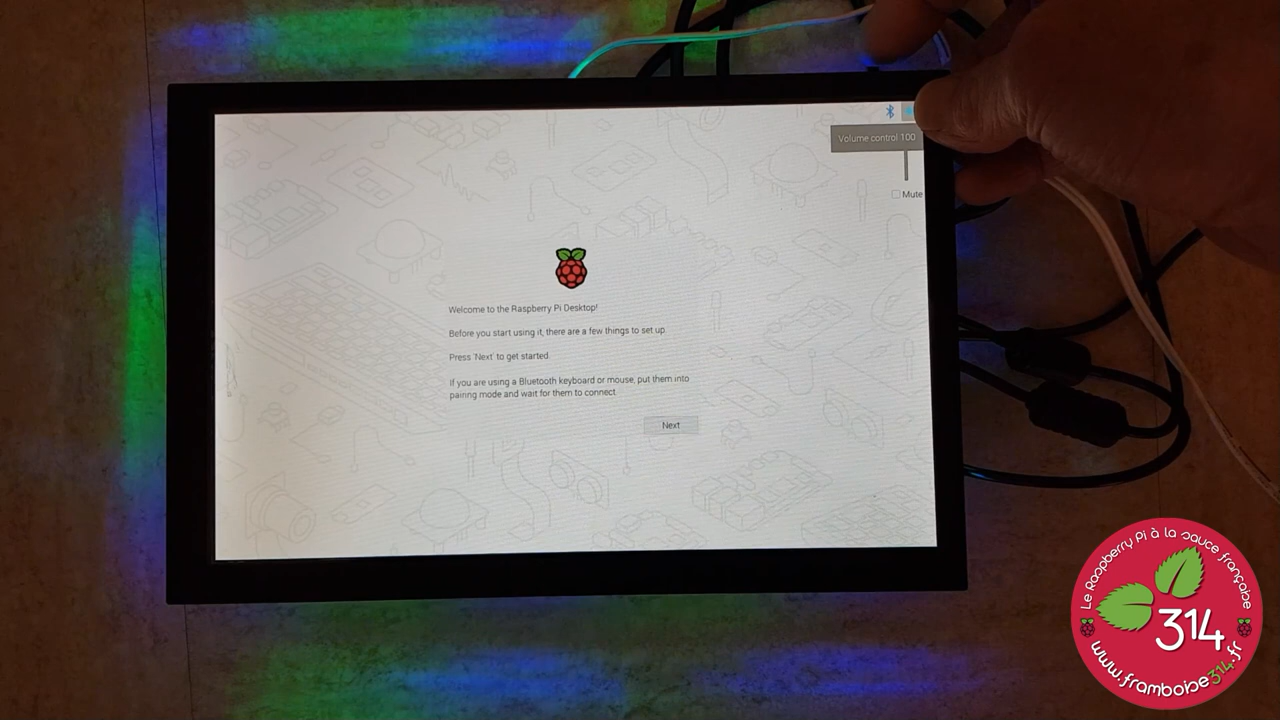 Volume control 100
Mute
Welcome to the Raspberry Pi Desktop!
Before you start using it, there are a few things to set up.
Press 'Next' to get started.
If you are using a Bluetooth keyboard or mouse, put them into
pairing mode and wait for them to connect.
Next
Le Raspberry Pi à la sauce française
314
www.framboise314.fr